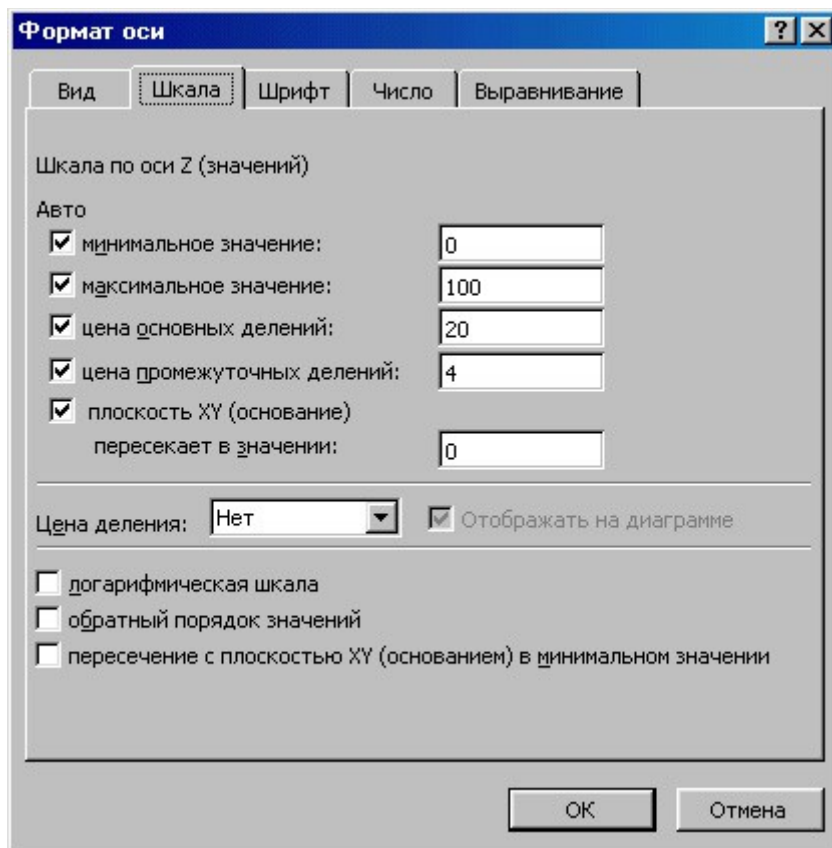 Формат оси
Вид Шкала Шрифт Число Выравнивание
Шкала по оси Z (значений)
Авто
минимальное значение: 0
максимальное значение: 100
цена основных делений: 20
цена промежуточных делений: 4
плоскость XY (основание)
пересекает в значении: 0
Цена деления: Нет Отображать на диаграмме
логарифмическая шкала
обратный порядок значений
пересечение с плоскостью XY (основанием) в минимальном значении
ОК Отмена